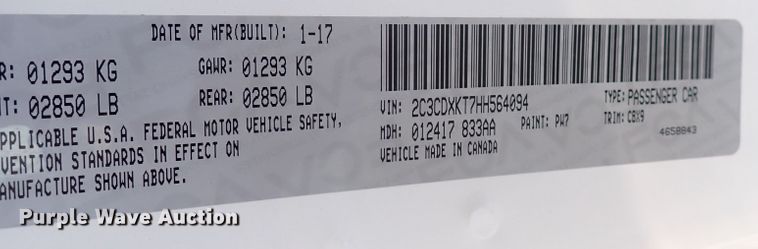 DATE OF MFR(BUILT): 1-17
R: 01293 KG GAWR: 01293 KG
T: 02850 LB REAR: 02850 LB
APPLICABLE U.S.A. FEDERAL MOTOR VEHICLE SAFETY,
VENTION STANDARDS IN EFFECT ON
ANUFACTURE SHOWN ABOVE.
VIN: 2C3CDXKT7HH564094 TYPE: PASSENGER CAR
MDH: 012417 833AA PAINT: PW7 TRIM: CBX9
VEHICLE MADE IN CANADA 4658843
Purple Wave Auction